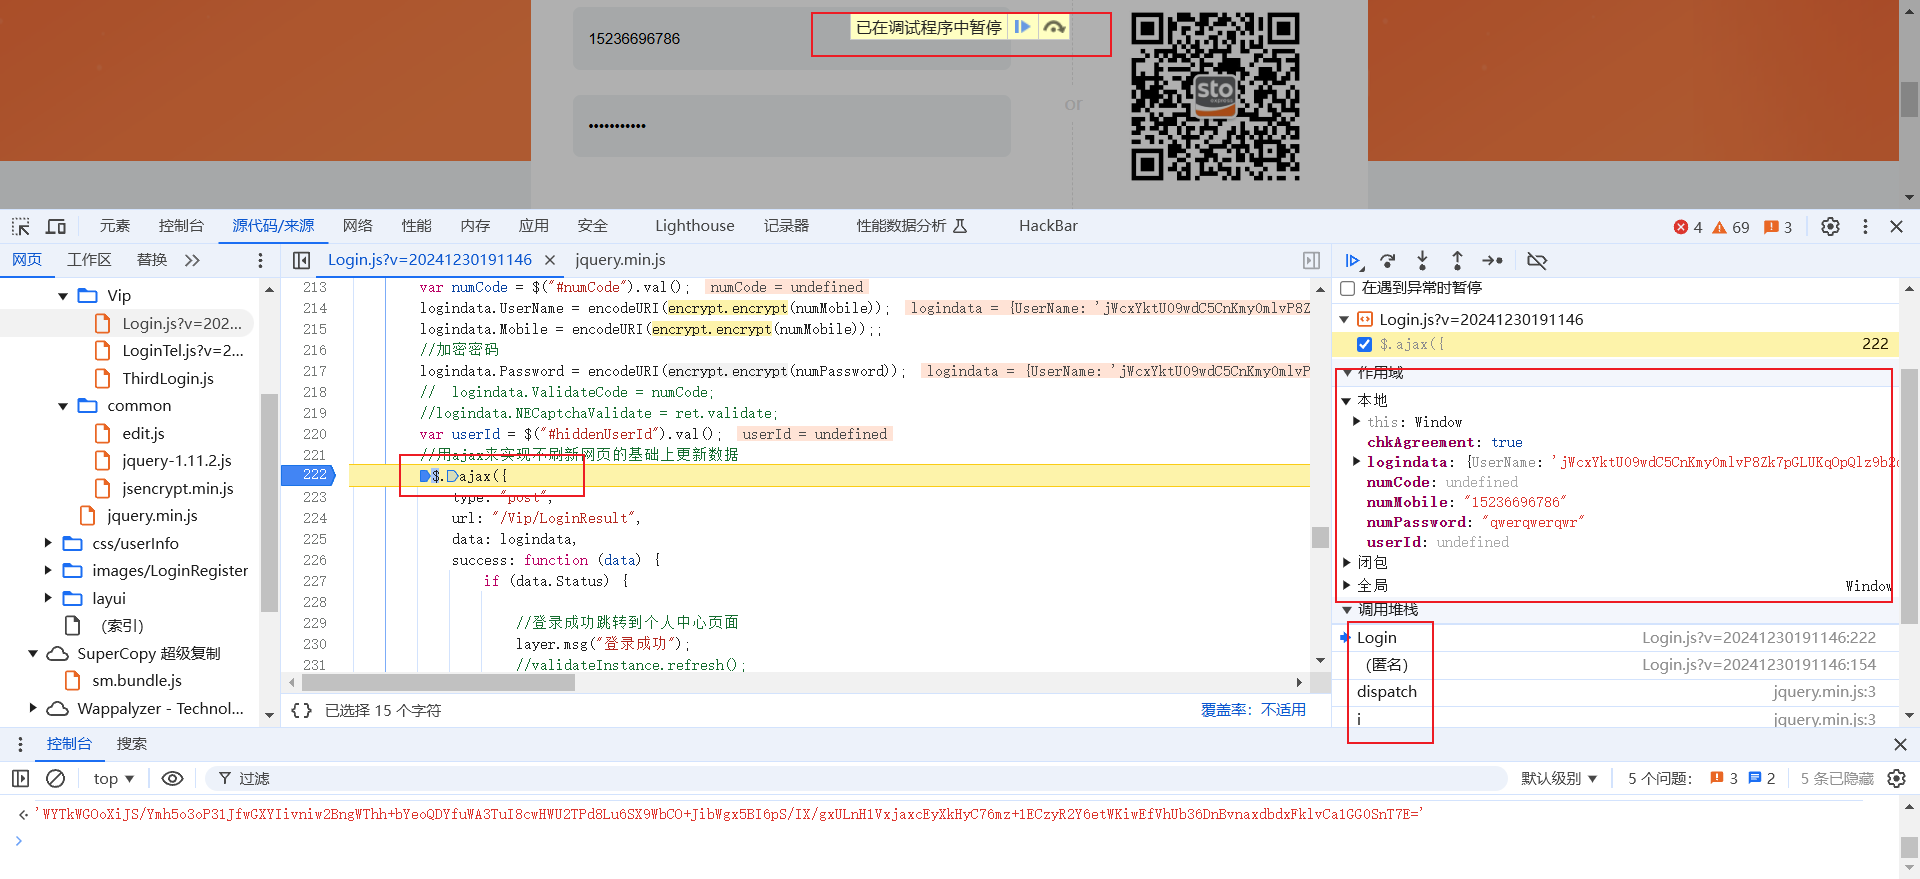 15236696786
已在调试程序中暂停
•••••••••••
or
sto
express
元素 控制台 源代码/来源 网络 性能 内存 应用 安全 Lighthouse 记录器 性能数据分析 HackBar 4 69 3
网页 工作区 替换
Login.js?v=20241230191146 jquery.min.js
Vip
Login.js?v=202...
LoginTel.js?v=2...
ThirdLogin.js
common
edit.js
jquery-1.11.2.js
jsencrypt.min.js
jquery.min.js
css/userInfo
images/LoginRegister
layui
（索引）
SuperCopy 超级复制
sm.bundle.js
Wappalyzer - Technol...
213 var numCode = $("#numCode").val(); numCode = undefined
214 logindata.UserName = encodeURI(encrypt.encrypt(numMobile)); logindata = {UserName: 'jWcxYktU09wdC5CnKmy0mlvP8Z
215 logindata.Mobile = encodeURI(encrypt.encrypt(numMobile));;
216 //加密密码
217 logindata.Password = encodeURI(encrypt.encrypt(numPassword)); logindata = {UserName: 'jWcxYktU09wdC5CnKmy0mlvP
218 // logindata.ValidateCode = numCode;
219 //logindata.NECaptchaValidate = ret.validate;
220 var userId = $("#hiddenUserId").val(); userId = undefined
221 //用ajax来实现不刷新网页的基础上更新数据
222 $.ajax({
223 type: "post",
224 url: "/Vip/LoginResult",
225 data: logindata,
226 success: function (data) {
227 if (data.Status) {
228
229 //登录成功跳转到个人中心页面
230 layer.msg("登录成功");
231 //validateInstance.refresh();
{} 已选择 15 个字符 覆盖率：不适用
在遇到异常时暂停
Login.js?v=20241230191146
$.ajax({ 222
作用域
本地
this: Window
chkAgreement: true
logindata: {UserName: 'jWcxYktU09wdC5CnKmy0mlvP8Zk7pGLUKqOpQlz9b2
numCode: undefined
numMobile: "15236696786"
numPassword: "qwerqwerqwr"
userId: undefined
闭包
全局 Window
调用堆栈
Login Login.js?v=20241230191146:222
（匿名） Login.js?v=20241230191146:154
dispatch jquery.min.js:3
i jquery.min.js:3
控制台 搜索
top 过滤 默认级别 5 个问题： 3 2 5 条已隐藏
'WYTkWGOoXiJS/Ymh5o3oP31JfwGXYIivniw2BngWThh+bYeoQDYfuWA3TuI8cwHWU2TPd8Lu6SX9WbCO+JibWgx5BI6pS/IX/gxULnH1VxjaxcEyXkHyC76mz+1ECzyR2Y6etWKiwEfVhUb36DnBvnaxdbdxFklvCa1GG0SnT7E='